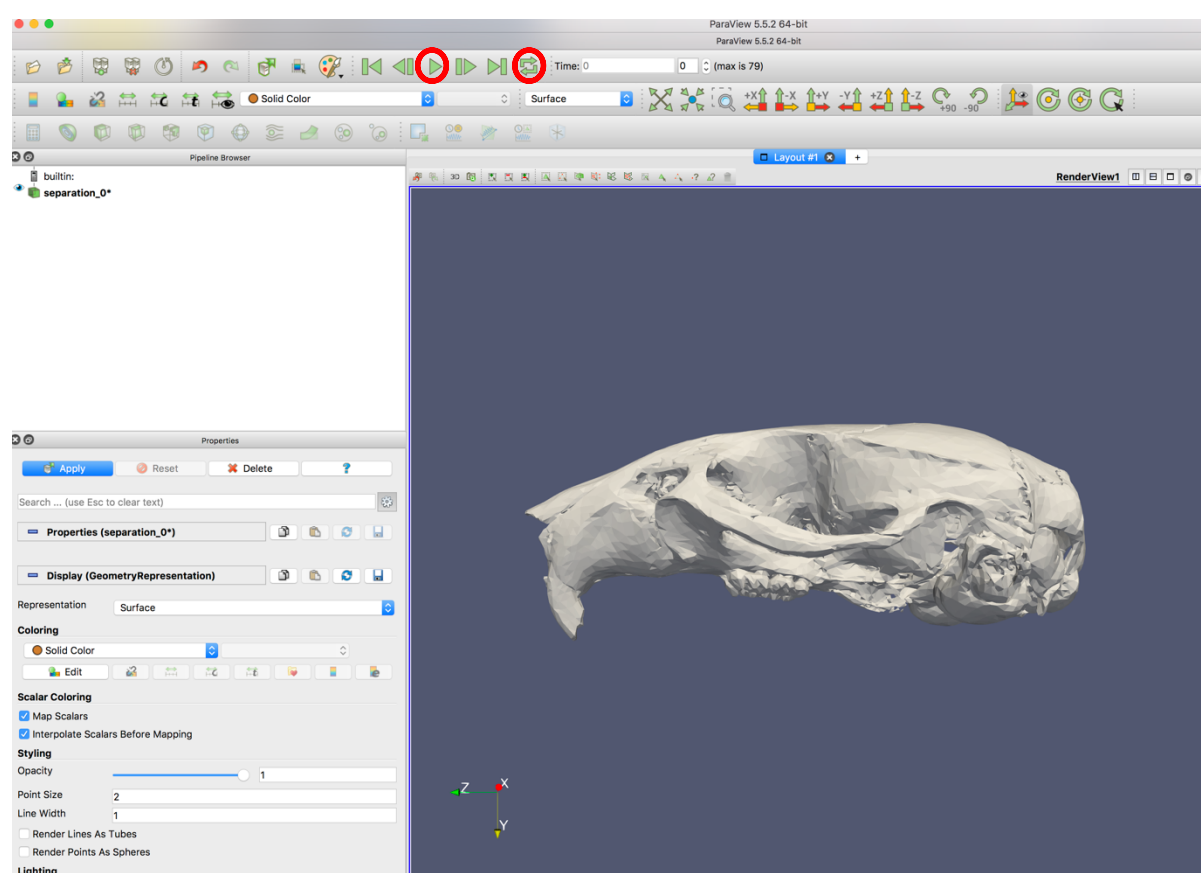 ParaView 5.5.2 64-bit
ParaView 5.5.2 64-bit
Time: 0 0 (max is 79)
Solid Color Surface +X -X +Y -Y +Z -Z +90 -90
Pipeline Browser
Layout #1 +
builtin:
3D
RenderView1
separation_0*
Properties
Apply Reset Delete ?
Search ... (use Esc to clear text)
Properties (separation_0*)
Display (GeometryRepresentation)
Representation Surface
Coloring
Solid Color
Edit
Scalar Coloring
Map Scalars
Interpolate Scalars Before Mapping
Styling
Opacity 1
Point Size 2
Line Width 1
Render Lines As Tubes
Render Points As Spheres
Lighting
Z X
Y